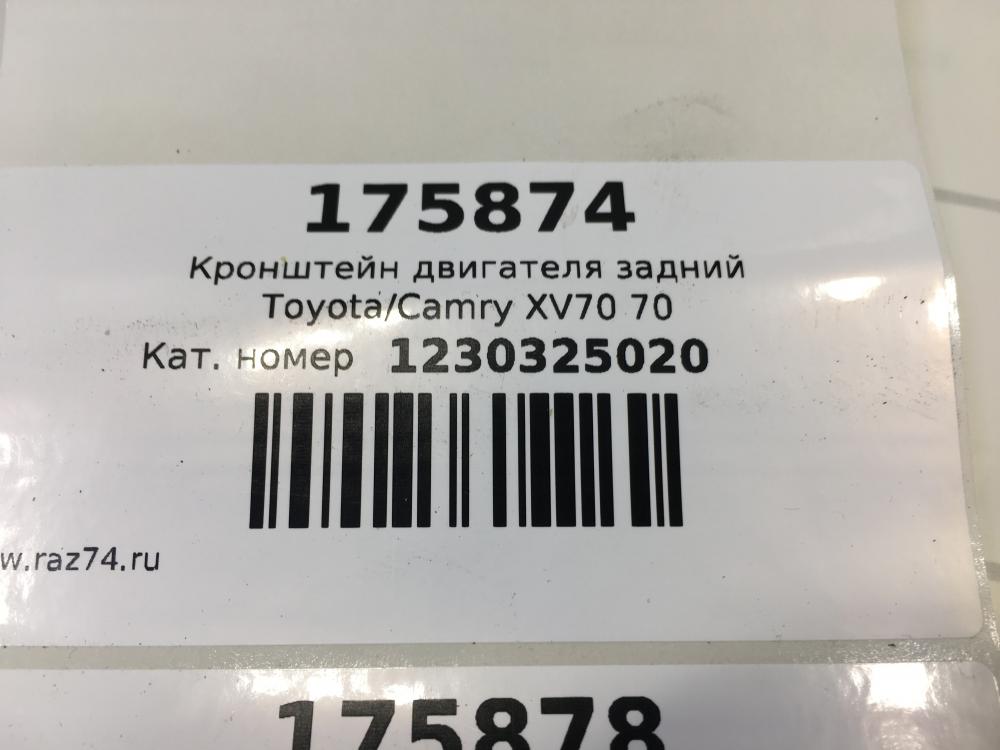 175874
Кронштейн двигателя задний
Toyota/Camry XV70 70
Кат. номер 1230325020
w.raz74.ru
175878